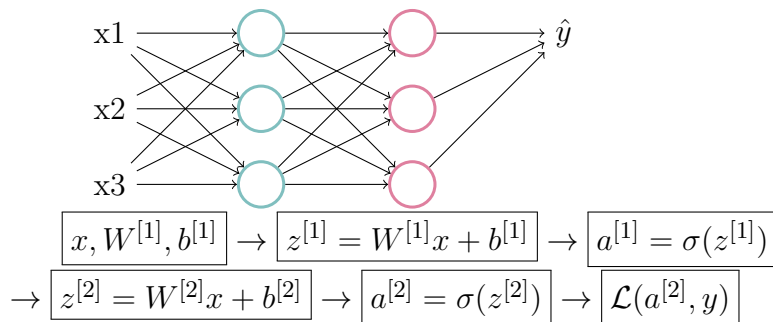 x1
ŷ
x2
x3
x, W^{[1]}, b^{[1]} → z^{[1]} = W^{[1]}x + b^{[1]} → a^{[1]} = σ(z^{[1]})
→ z^{[2]} = W^{[2]}x + b^{[2]} → a^{[2]} = σ(z^{[2]}) → ℒ(a^{[2]}, y)